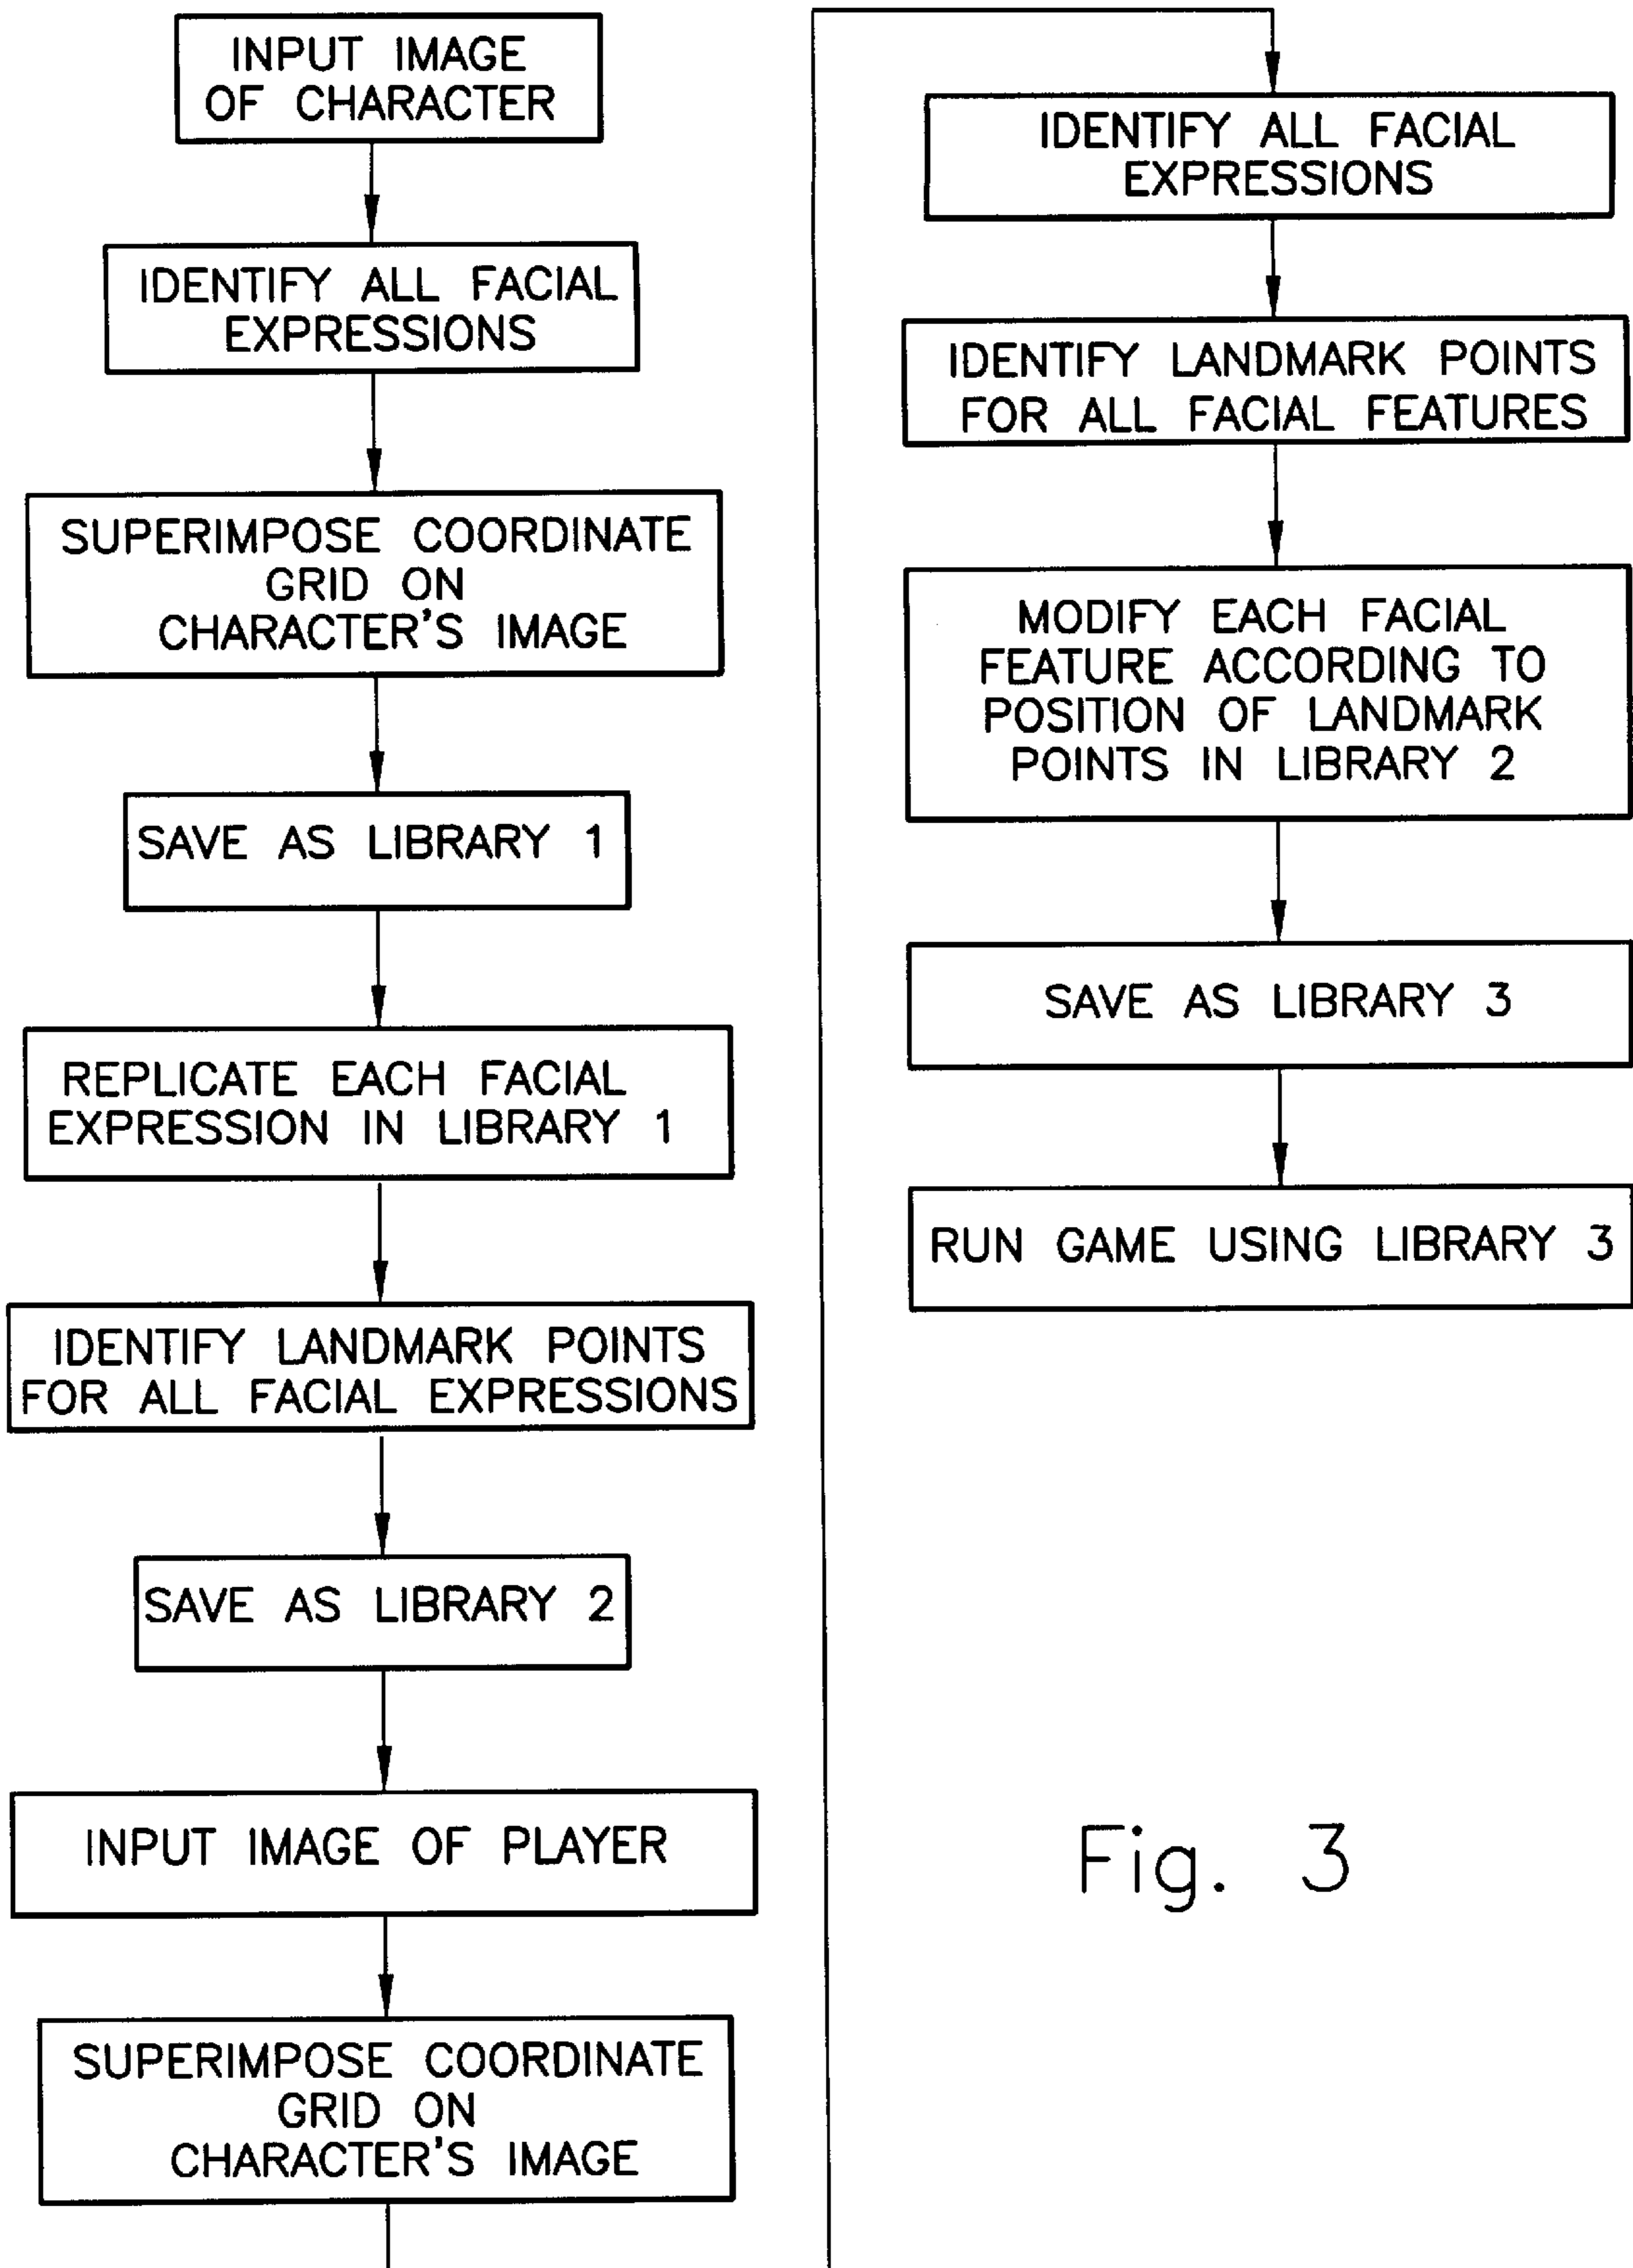 INPUT IMAGE
OF CHARACTER
IDENTIFY ALL FACIAL
EXPRESSIONS
SUPERIMPOSE COORDINATE
GRID ON
CHARACTER'S IMAGE
SAVE AS LIBRARY 1
REPLICATE EACH FACIAL
EXPRESSION IN LIBRARY 1
IDENTIFY LANDMARK POINTS
FOR ALL FACIAL EXPRESSIONS
SAVE AS LIBRARY 2
INPUT IMAGE OF PLAYER
SUPERIMPOSE COORDINATE
GRID ON
CHARACTER'S IMAGE
IDENTIFY ALL FACIAL
EXPRESSIONS
IDENTIFY LANDMARK POINTS
FOR ALL FACIAL FEATURES
MODIFY EACH FACIAL
FEATURE ACCORDING TO
POSITION OF LANDMARK
POINTS IN LIBRARY 2
SAVE AS LIBRARY 3
RUN GAME USING LIBRARY 3
Fig. 3